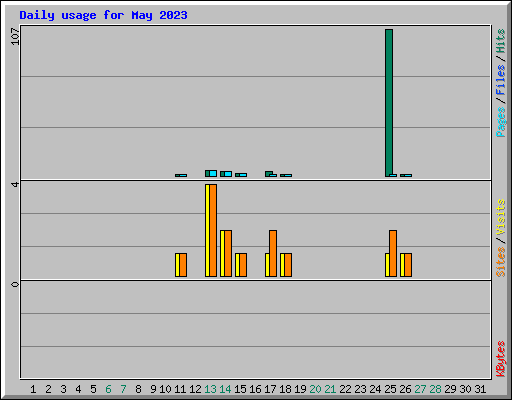 Daily usage for May 2023
107
4
0
Pages/Files/Hits
Sites/Visits
KBytes
1 2 3 4 5 6 7 8 9 10 11 12 13 14 15 16 17 18 19 20 21 22 23 24 25 26 27 28 29 30 31